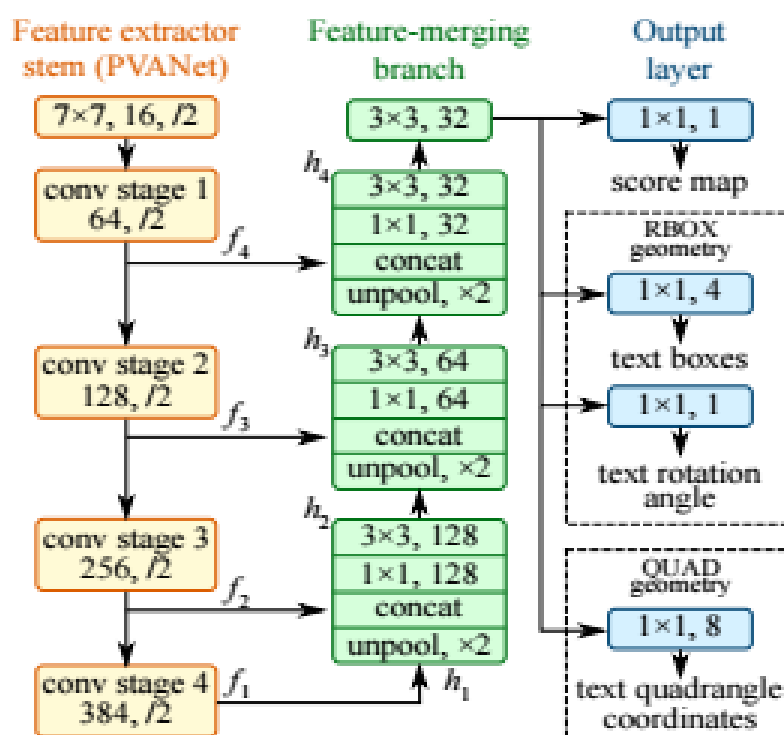 Feature extractor
stem (PVANet)
7×7, 16, /2
conv stage 1
64, /2
f4
conv stage 2
128, /2
f3
conv stage 3
256, /2
f2
conv stage 4
384, /2
f1
Feature-merging
branch
3×3, 32
h4
3×3, 32
1×1, 32
concat
unpool, ×2
h3
3×3, 64
1×1, 64
concat
unpool, ×2
h2
3×3, 128
1×1, 128
concat
unpool, ×2
h1
Output
layer
1×1, 1
score map
RBOX
geometry
1×1, 4
text boxes
1×1, 1
text rotation
angle
QUAD
geometry
1×1, 8
text quadrangle
coordinates